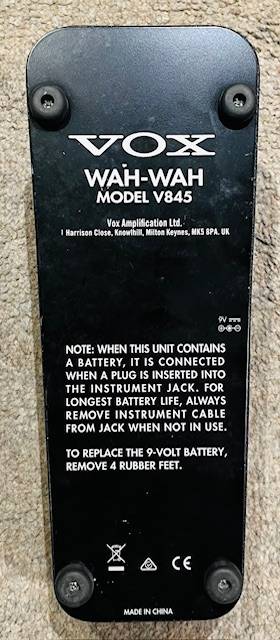 VOX
WAH-WAH
MODEL V845
Vox Amplification Ltd.
1 Harrison Close, Knowlhill, Milton Keynes, MK5 8PA. UK
9V
NOTE: WHEN THIS UNIT CONTAINS
A BATTERY, IT IS CONNECTED
WHEN A PLUG IS INSERTED INTO
THE INSTRUMENT JACK. FOR
LONGEST BATTERY LIFE, ALWAYS
REMOVE INSTRUMENT CABLE
FROM JACK WHEN NOT IN USE.
TO REPLACE THE 9-VOLT BATTERY,
REMOVE 4 RUBBER FEET.
CE
MADE IN CHINA